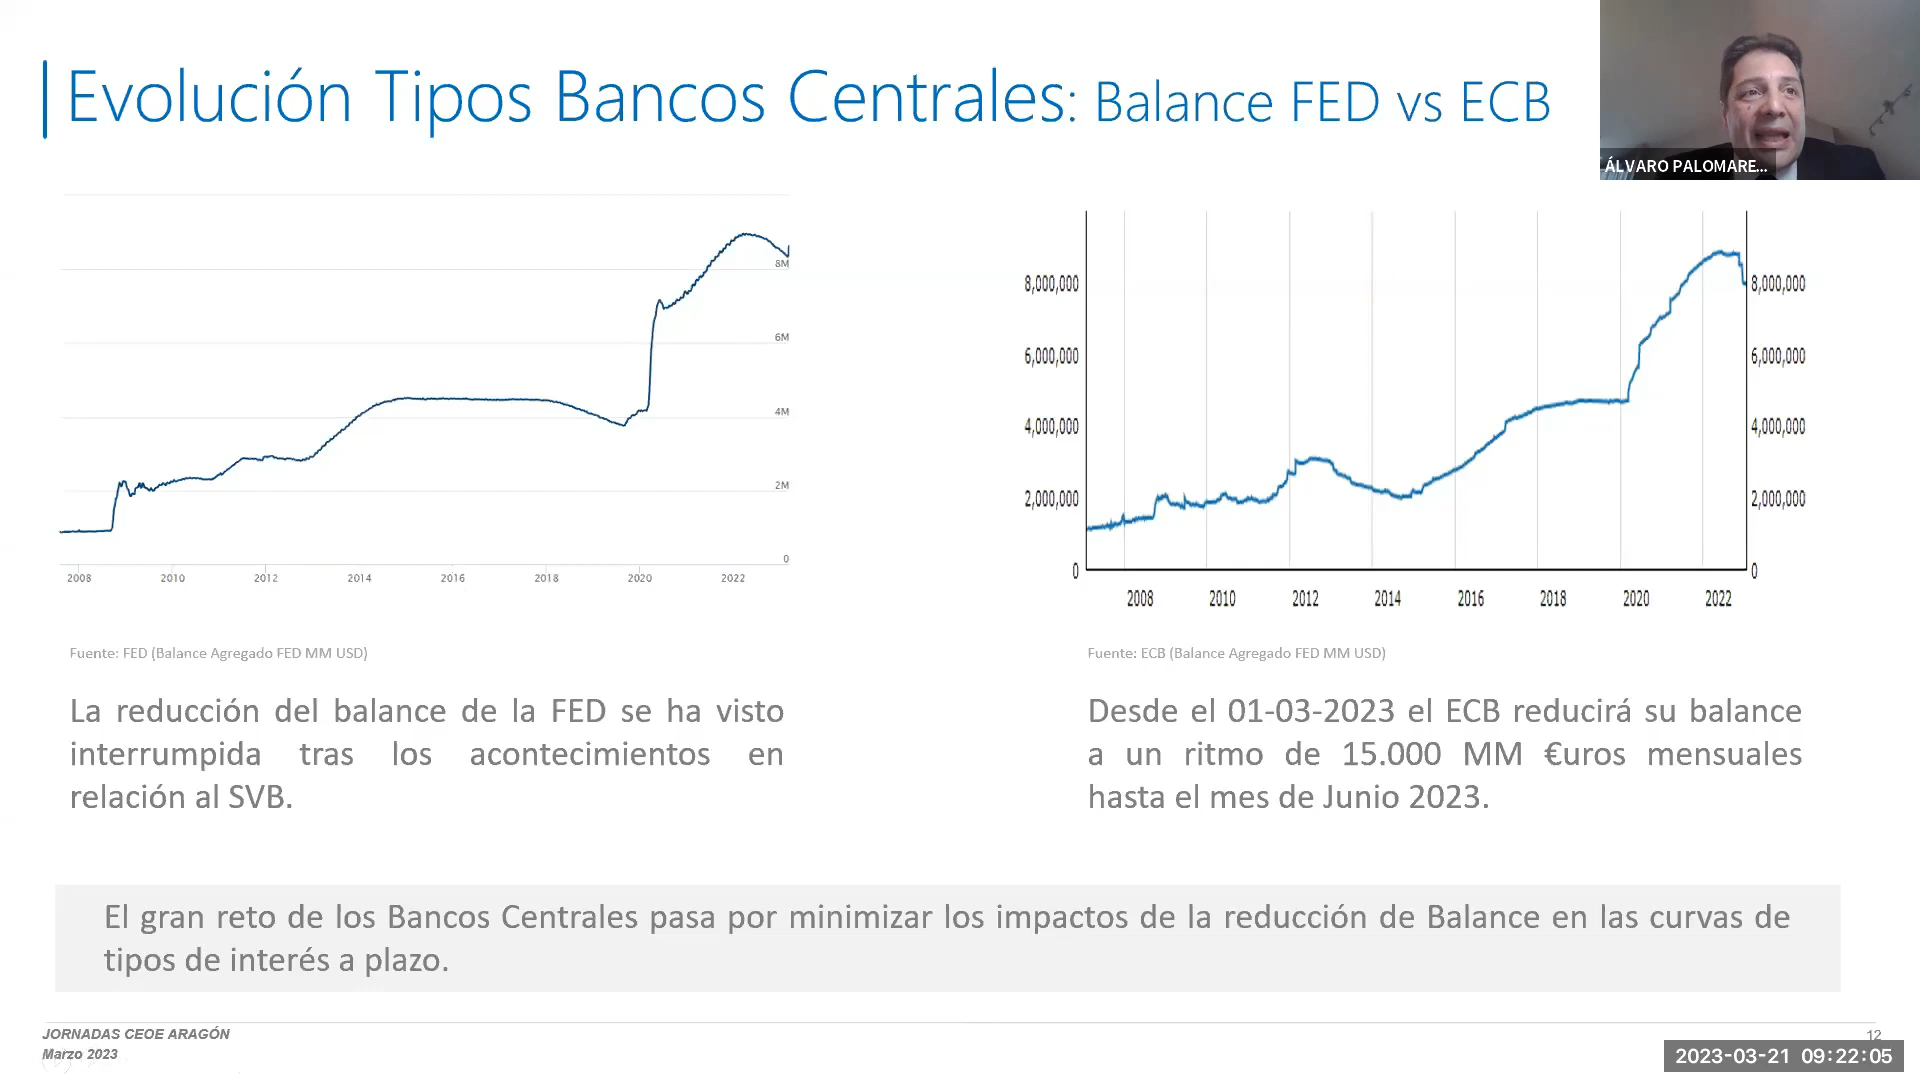 Evolución Tipos Bancos Centrales: Balance FED vs ECB
ÁLVARO PALOMARE...
8M
6M
4M
2M
0
2008 2010 2012 2014 2016 2018 2020 2022
8,000,000 8,000,000
6,000,000 6,000,000
4,000,000 4,000,000
2,000,000 2,000,000
0 0
2008 2010 2012 2014 2016 2018 2020 2022
Fuente: FED (Balance Agregado FED MM USD)
La reducción del balance de la FED se ha visto
interrumpida tras los acontecimientos en
relación al SVB.
Fuente: ECB (Balance Agregado FED MM USD)
Desde el 01-03-2023 el ECB reducirá su balance
a un ritmo de 15.000 MM €uros mensuales
hasta el mes de Junio 2023.
El gran reto de los Bancos Centrales pasa por minimizar los impactos de la reducción de Balance en las curvas de
tipos de interés a plazo.
JORNADAS CEOE ARAGÓN
Marzo 2023
12
2023-03-21 09:22:05